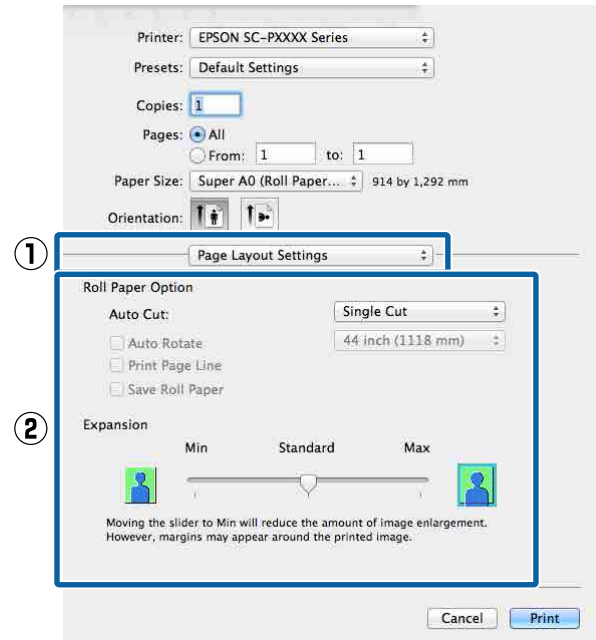 Printer: EPSON SC-PXXXX Series
Presets: Default Settings
Copies: 1
Pages: All
From: 1 to: 1
Paper Size: Super A0 (Roll Paper... 914 by 1,292 mm
Orientation:
① Page Layout Settings
Roll Paper Option
Auto Cut: Single Cut
Auto Rotate 44 inch (1118 mm)
Print Page Line
Save Roll Paper
②
Expansion
Min Standard Max
Moving the slider to Min will reduce the amount of image enlargement.
However, margins may appear around the printed image.
Cancel Print